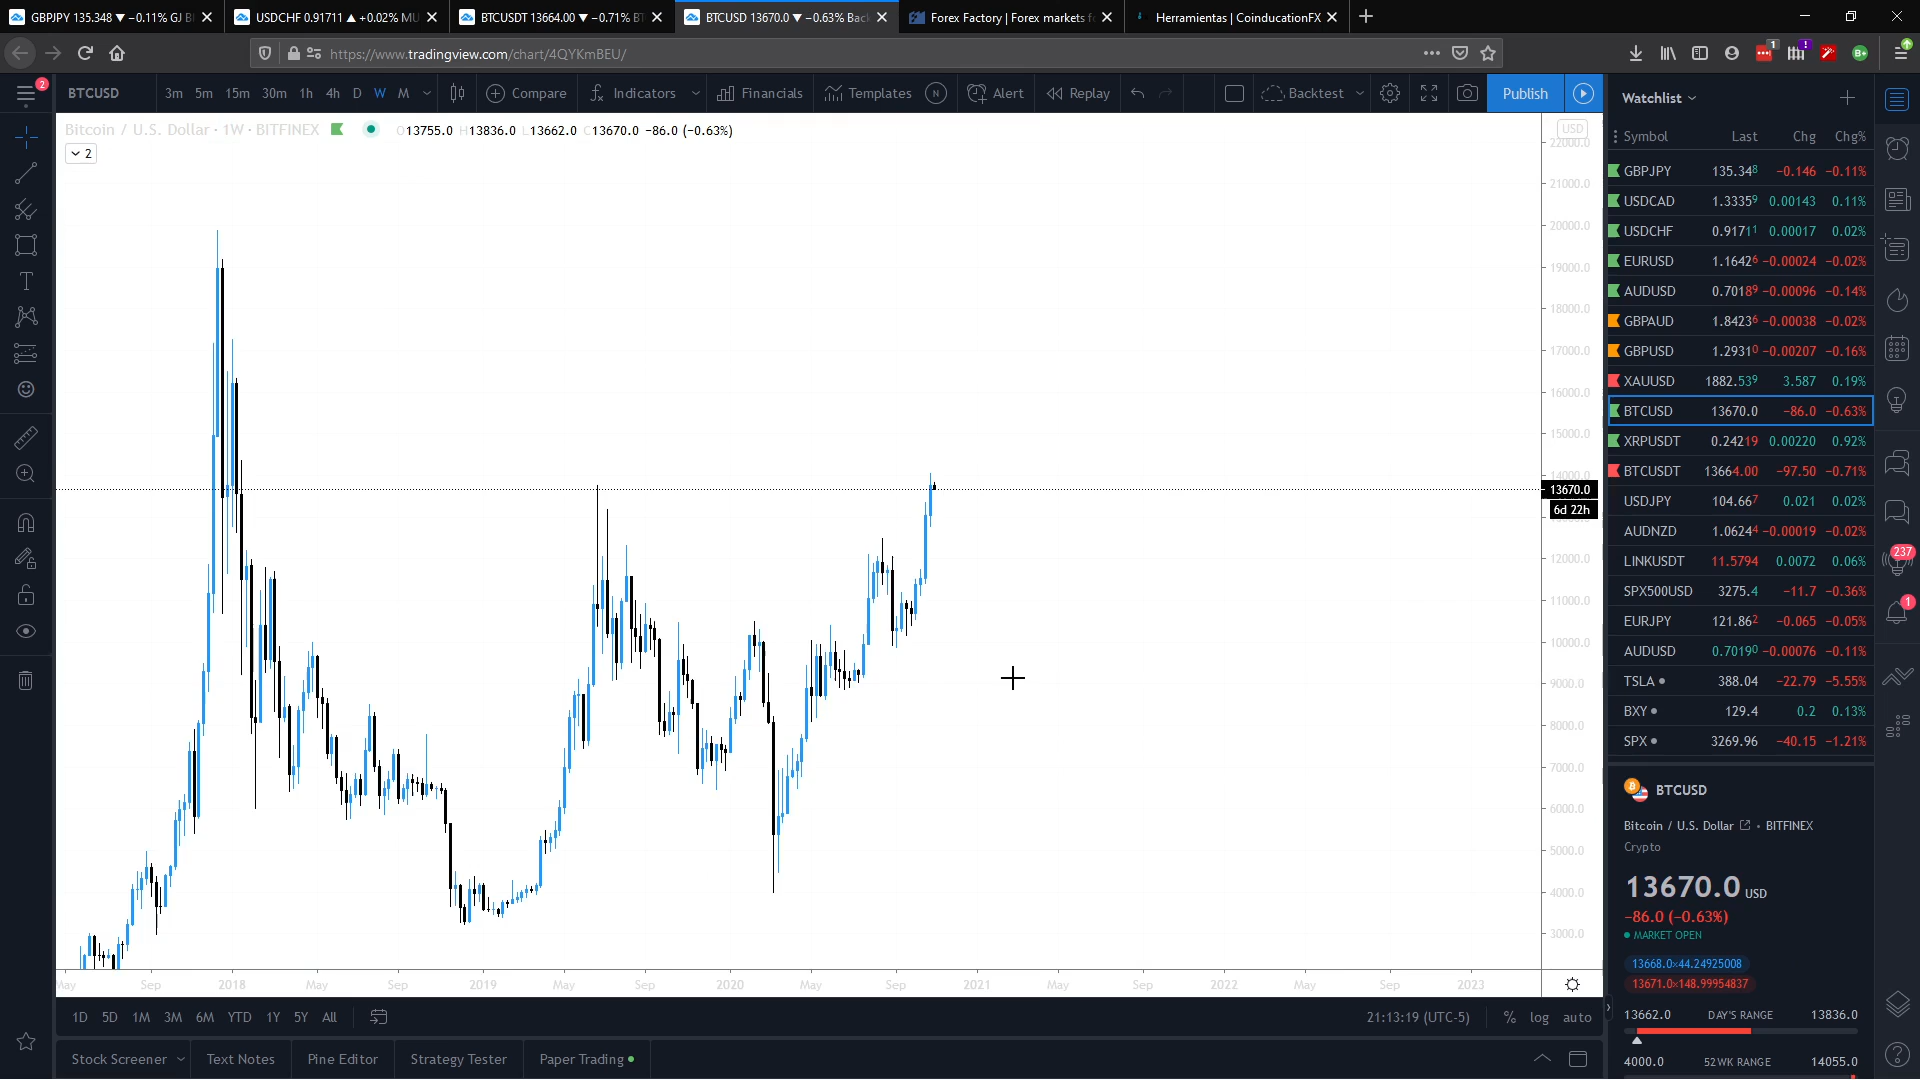 GBPJPY 135.348 ▼ −0.11% GJ B
USDCHF 0.91711 ▲ +0.02% MU
BTCUSDT 13664.00 ▼ −0.71% B
BTCUSD 13670.0 ▼ −0.63% Bac
Forex Factory | Forex markets f
Herramientas | CoinducationFX
https://www.tradingview.com/chart/4QYKmBEU/
1
1
B+
2
BTCUSD 3m 5m 15m 30m 1h 4h D W M Compare Indicators Financials Templates N Alert Replay Backtest Publish
Bitcoin / U.S. Dollar · 1W · BITFINEX O13755.0 H13836.0 L13662.0 C13670.0 −86.0 (−0.63%)
2
USD
22000.0
21000.0
20000.0
19000.0
18000.0
17000.0
16000.0
15000.0
14000.0
13670.0
6d 22h
12000.0
11000.0
10000.0
9000.0
8000.0
7000.0
6000.0
5000.0
4000.0
3000.0
May Sep 2018 May Sep 2019 May Sep 2020 May Sep 2021 May Sep 2022 May Sep 2023
1D 5D 1M 3M 6M YTD 1Y 5Y All 21:13:19 (UTC-5) % log auto
Stock Screener Text Notes Pine Editor Strategy Tester Paper Trading
Watchlist
Symbol Last Chg Chg%
GBPJPY 135.348 −0.146 −0.11%
USDCAD 1.33359 0.00143 0.11%
USDCHF 0.91711 0.00017 0.02%
EURUSD 1.16426 −0.00024 −0.02%
AUDUSD 0.70189 −0.00096 −0.14%
GBPAUD 1.84236 −0.00038 −0.02%
GBPUSD 1.29310 −0.00207 −0.16%
XAUUSD 1882.539 3.587 0.19%
BTCUSD 13670.0 −86.0 −0.63%
XRPUSDT 0.24219 0.00220 0.92%
BTCUSDT 13664.00 −97.50 −0.71%
USDJPY 104.667 0.021 0.02%
AUDNZD 1.06244 −0.00019 −0.02%
LINKUSDT 11.5794 0.0072 0.06%
SPX500USD 3275.4 −11.7 −0.36%
EURJPY 121.862 −0.065 −0.05%
AUDUSD 0.70190 −0.00076 −0.11%
TSLA 388.04 −22.79 −5.55%
BXY 129.4 0.2 0.13%
SPX 3269.96 −40.15 −1.21%
237
1
BTCUSD
Bitcoin / U.S. Dollar • BITFINEX
Crypto
13670.0 USD
−86.0 (−0.63%)
MARKET OPEN
13668.0×44.24925008
13671.0×148.99954837
13662.0 DAY'S RANGE 13836.0
4000.0 52WK RANGE 14055.0